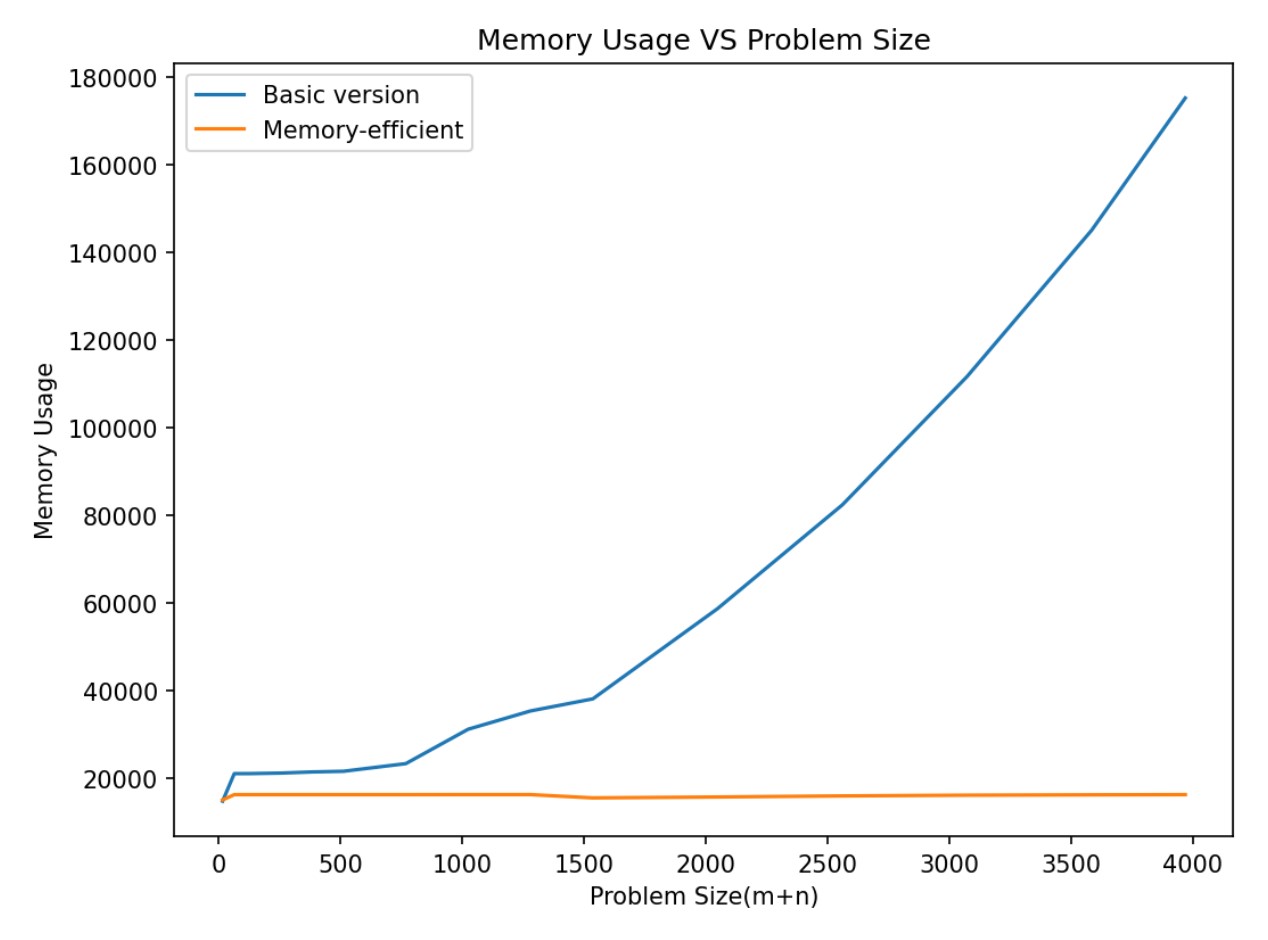 Memory Usage VS Problem Size
Basic version
Memory-efficient
Memory Usage
180000
160000
140000
120000
100000
80000
60000
40000
20000
0 500 1000 1500 2000 2500 3000 3500 4000
Problem Size(m+n)